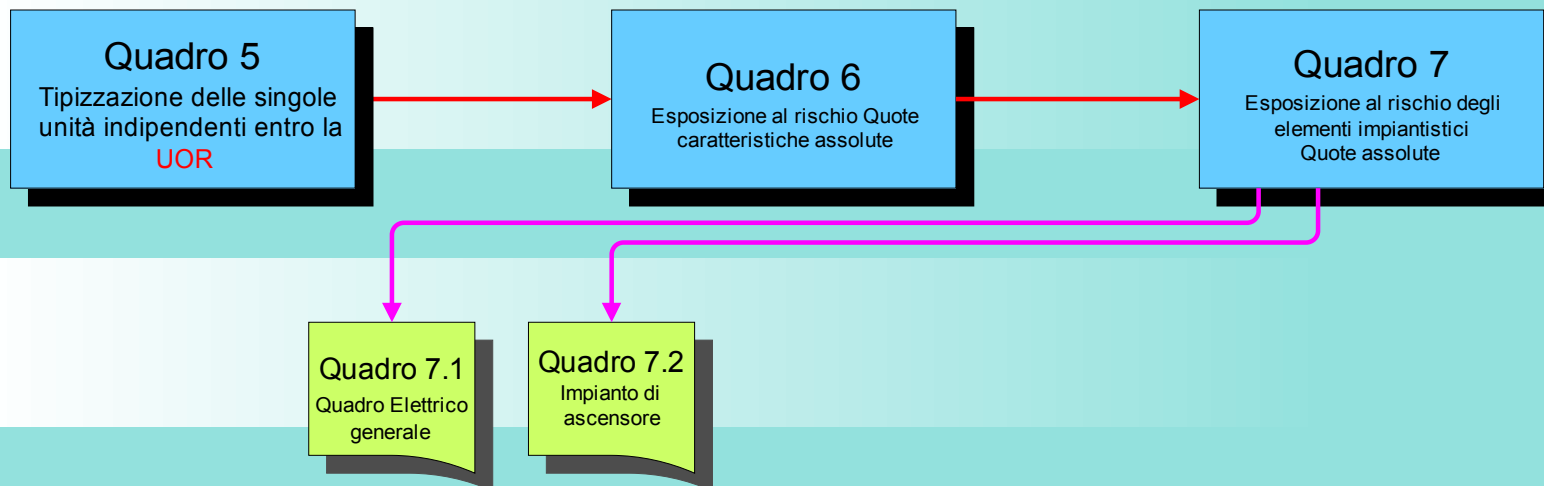 Quadro 5
Tipizzazione delle singole
unità indipendenti entro la
UOR
Quadro 6
Esposizione al rischio Quote
caratteristiche assolute
Quadro 7
Esposizione al rischio degli
elementi impiantistici
Quote assolute
Quadro 7.1
Quadro Elettrico
generale
Quadro 7.2
Impianto di
ascensore